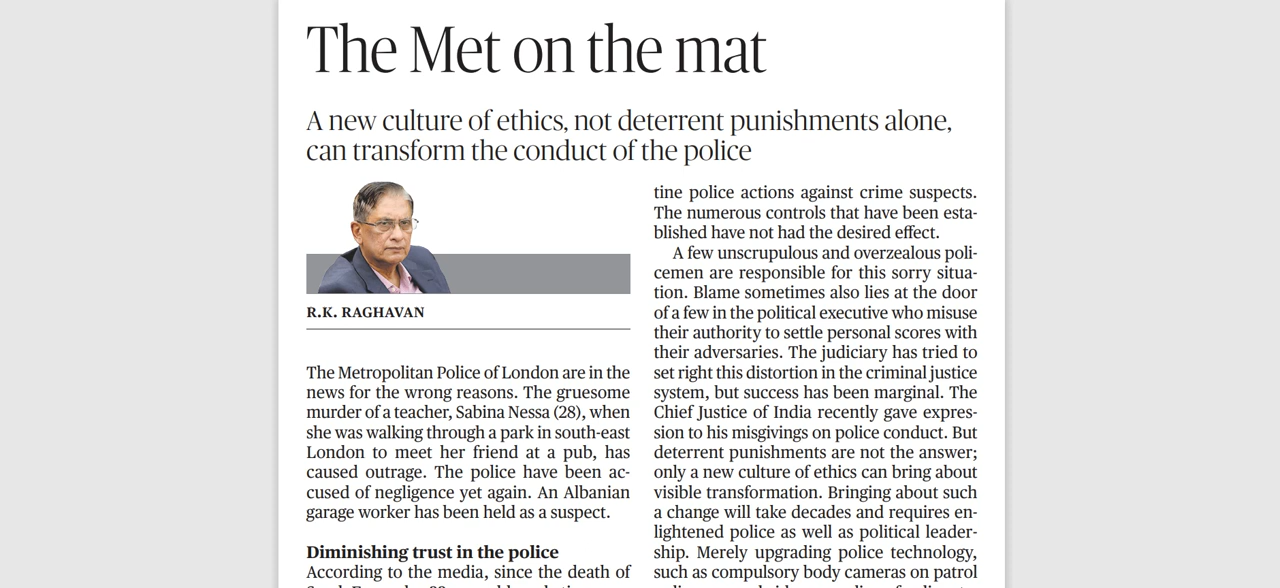 The Met on the mat
A new culture of ethics, not deterrent punishments alone,
can transform the conduct of the police
R.K. RAGHAVAN
The Metropolitan Police of London are in the
news for the wrong reasons. The gruesome
murder of a teacher, Sabina Nessa (28), when
she was walking through a park in south-east
London to meet her friend at a pub, has
caused outrage. The police have been ac-
cused of negligence yet again. An Albanian
garage worker has been held as a suspect.
Diminishing trust in the police
According to the media, since the death of
tine police actions against crime suspects.
The numerous controls that have been esta-
blished have not had the desired effect.
A few unscrupulous and overzealous poli-
cemen are responsible for this sorry situa-
tion. Blame sometimes also lies at the door
of a few in the political executive who misuse
their authority to settle personal scores with
their adversaries. The judiciary has tried to
set right this distortion in the criminal justice
system, but success has been marginal. The
Chief Justice of India recently gave expres-
sion to his misgivings on police conduct. But
deterrent punishments are not the answer;
only a new culture of ethics can bring about
visible transformation. Bringing about such
a change will take decades and requires en-
lightened police as well as political leader-
ship. Merely upgrading police technology,
such as compulsory body cameras on patrol